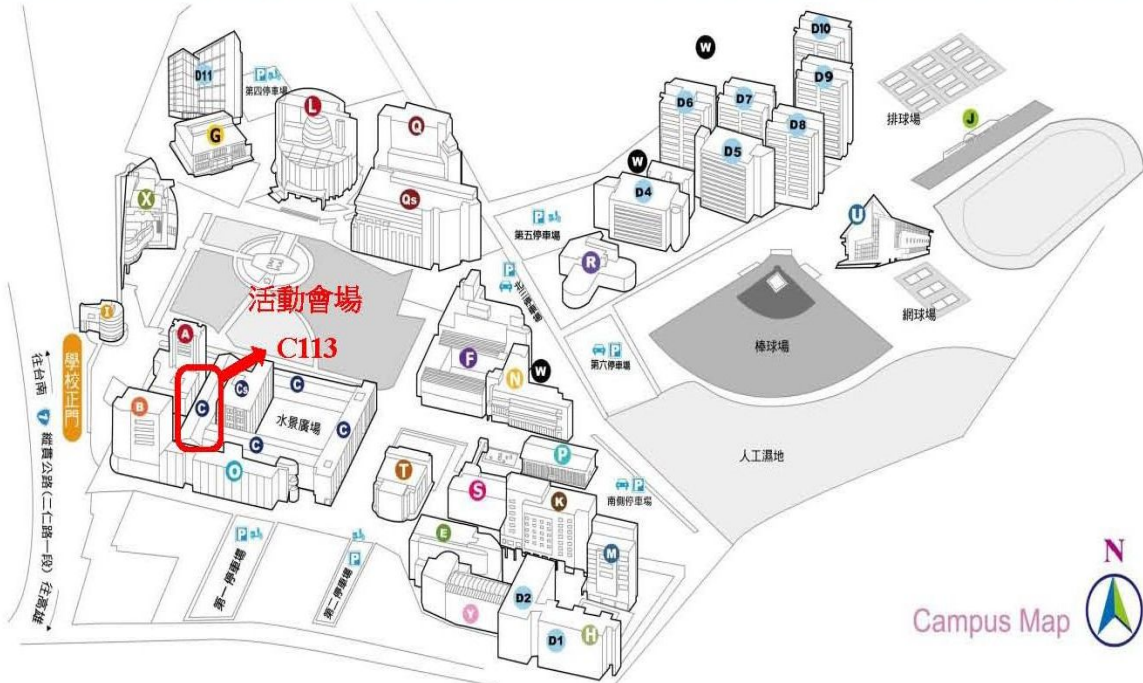 D10
W
D11
P
第四停車場
L
Q
D6
D7
D9
D8
排球場
J
G
D5
W
D4
X
Qs
P
第五停車場
U
R
P
活動會場
C113
網球場
I
A
棒球場
學校正門
F
N
W
P
第六停車場
往台南
縱貫公路(二仁路一段)
往高雄
Cs
C
B
C
水景廣場
C
C
O
T
S
P
人工濕地
P
南側停車場
K
E
M
P
第一停車場
P
第二停車場
Y
D2
D1
H
N
Campus Map